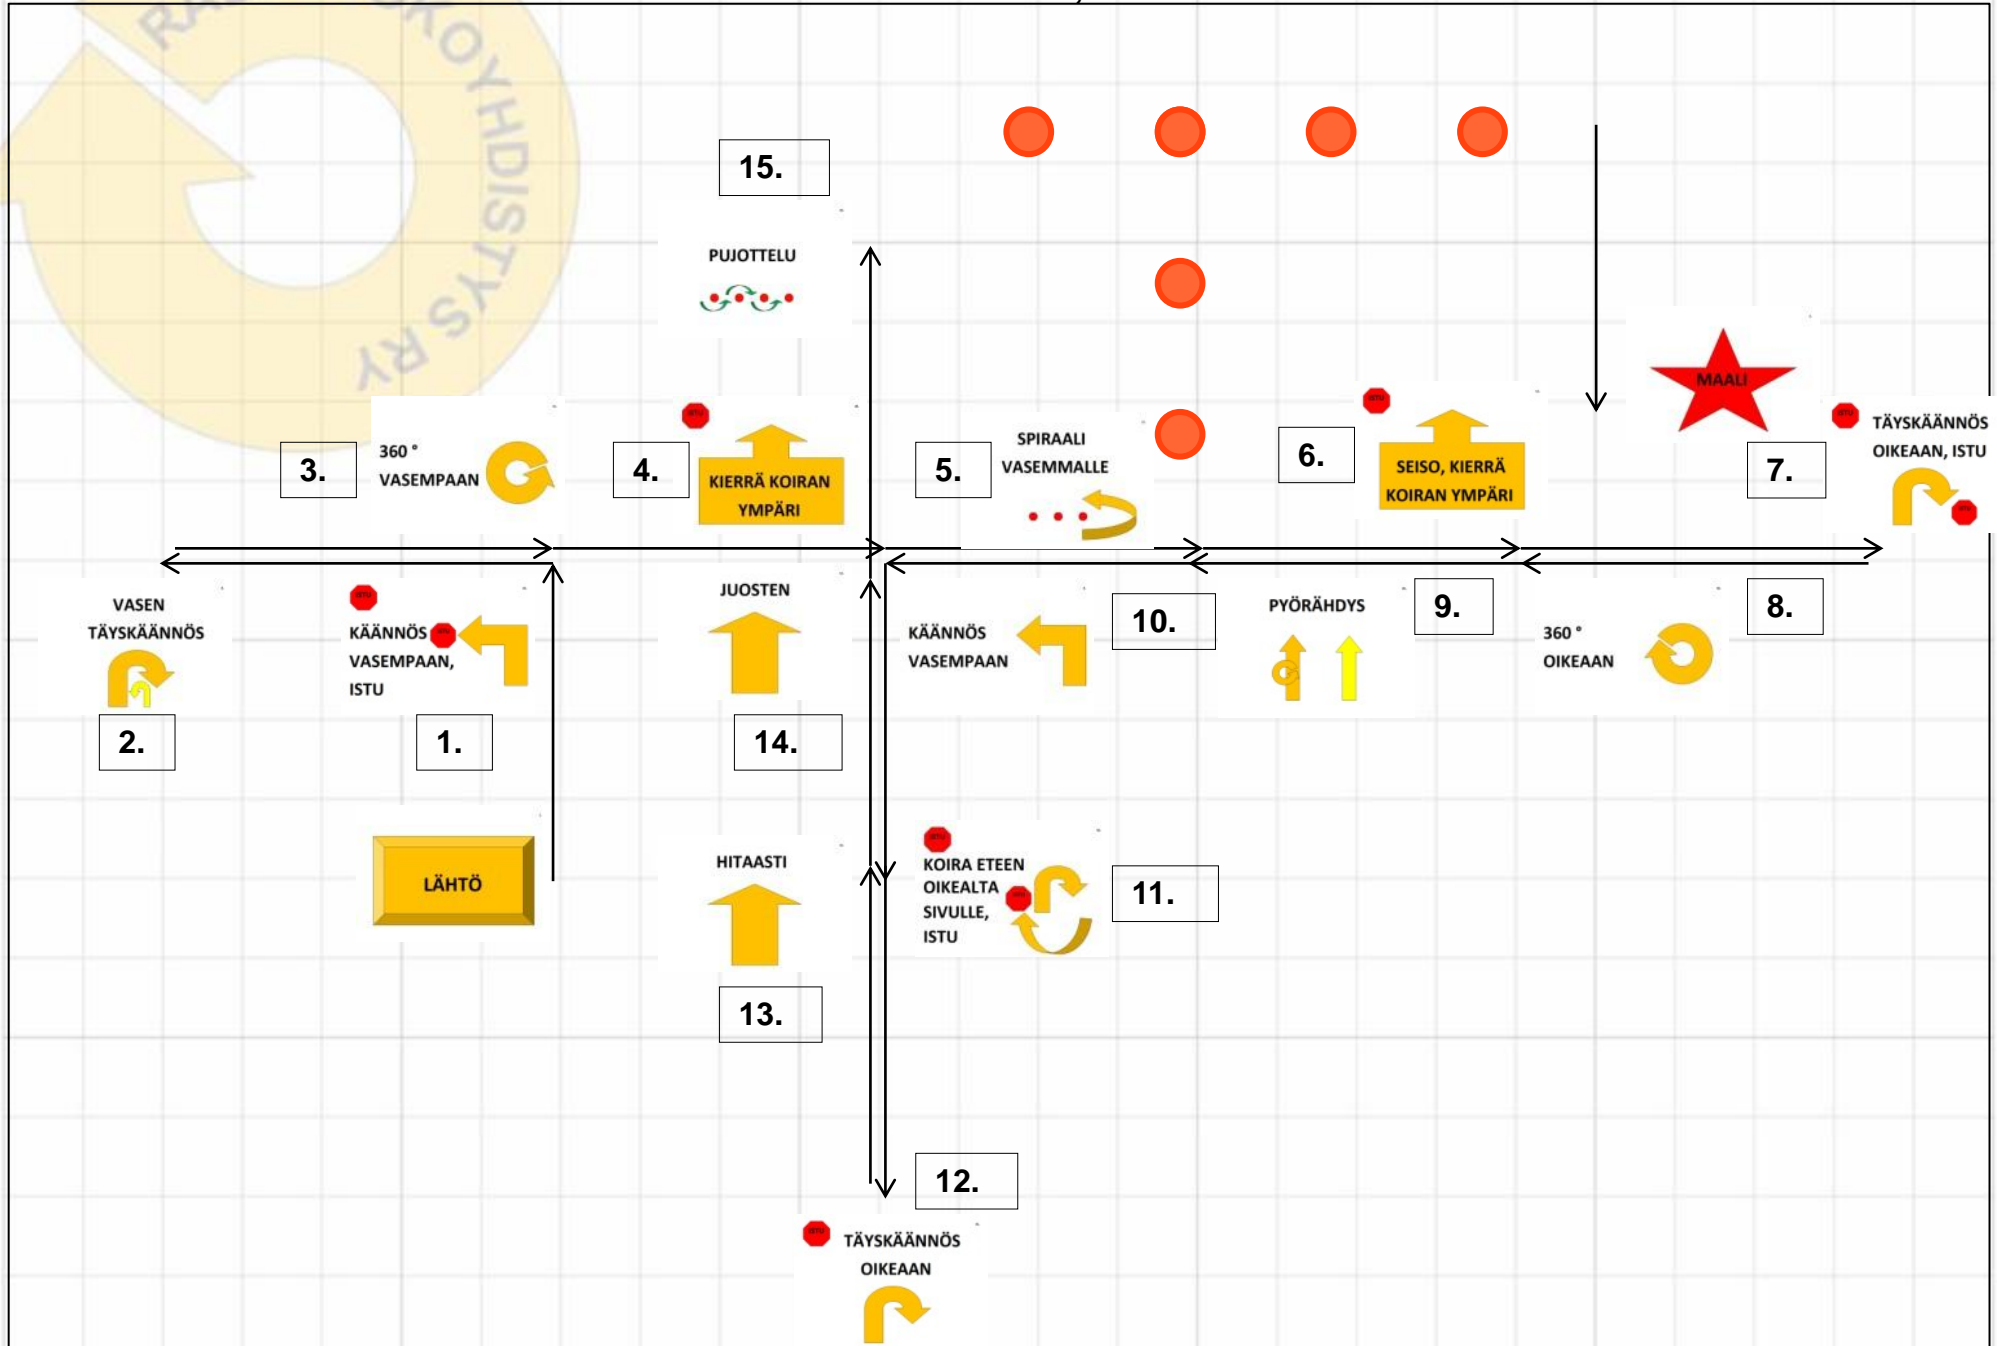 15.
PUJOTTELU
3.
360 °
VASEMPAAN
4.
KIERRÄ KOIRAN
YMPÄRI
5.
SPIRAALI
VASEMMALLE
6.
SEISO, KIERRÄ
KOIRAN YMPÄRI
MAALI
7.
TÄYSKÄÄNNÖS
OIKEAAN, ISTU
VASEN
TÄYSKÄÄNNÖS
2.
KÄÄNNÖS
VASEMPAAN,
ISTU
1.
JUOSTEN
14.
KÄÄNNÖS
VASEMPAAN
10.
PYÖRÄHDYS
9.
360 °
OIKEAAN
8.
LÄHTÖ
HITAASTI
13.
KOIRA ETEEN
OIKEALTA
SIVULLE,
ISTU
11.
12.
TÄYSKÄÄNNÖS
OIKEAAN
KOYHDISTYS RY